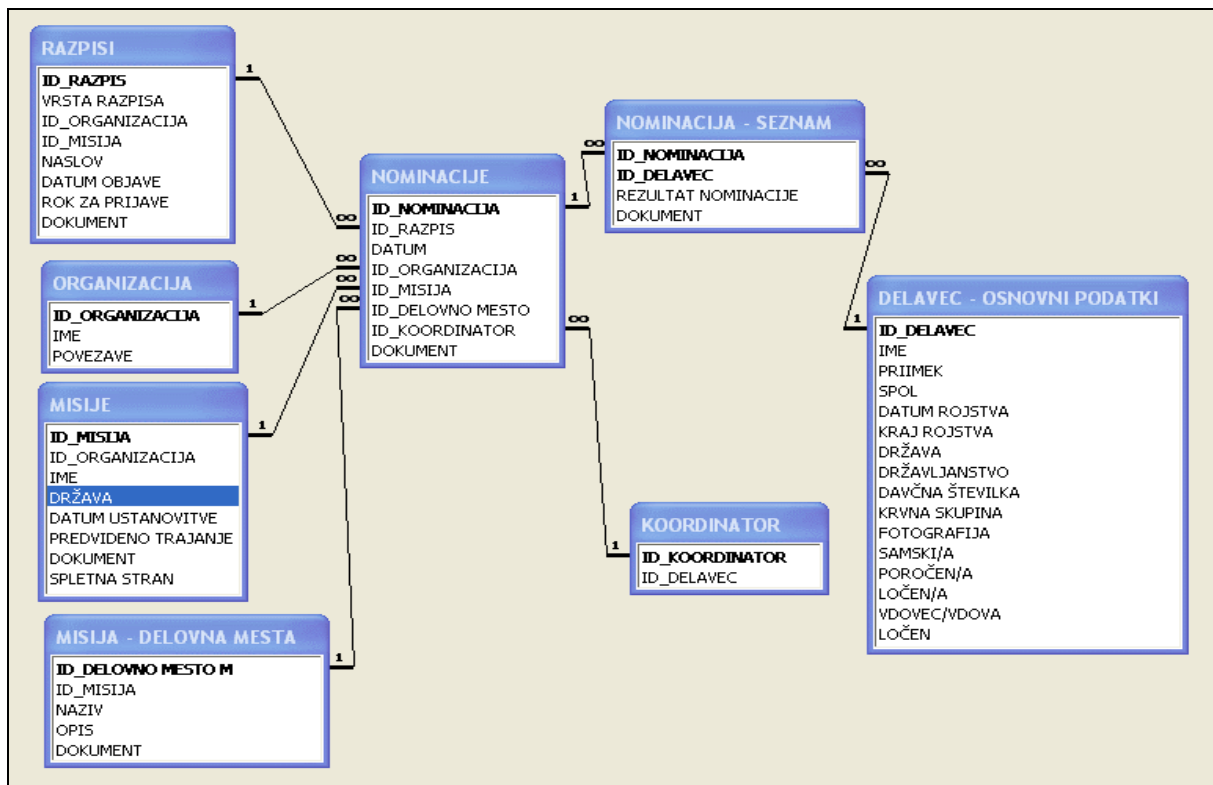 RAZPISI
ID_RAZPIS
VRSTA RAZPISA
ID_ORGANIZACIJA
ID_MISIJA
NASLOV
DATUM OBJAVE
ROK ZA PRIJAVE
DOKUMENT
1
∞
ORGANIZACIJA
ID_ORGANIZACIJA
IME
POVEZAVE
1
∞
MISIJE
ID_MISIJA
ID_ORGANIZACIJA
IME
DRŽAVA
DATUM USTANOVITVE
PREDVIDENO TRAJANJE
DOKUMENT
SPLETNA STRAN
1
∞
MISIJA - DELOVNA MESTA
ID_DELOVNO MESTO M
ID_MISIJA
NAZIV
OPIS
DOKUMENT
1
∞
NOMINACIJE
ID_NOMINACIJA
ID_RAZPIS
DATUM
ID_ORGANIZACIJA
ID_MISIJA
ID_DELOVNO MESTO
ID_KOORDINATOR
DOKUMENT
1
∞
∞
NOMINACIJA - SEZNAM
ID_NOMINACIJA
ID_DELAVEC
REZULTAT NOMINACIJE
DOKUMENT
∞
1
KOORDINATOR
ID_KOORDINATOR
ID_DELAVEC
1
DELAVEC - OSNOVNI PODATKI
ID_DELAVEC
IME
PRIIMEK
SPOL
DATUM ROJSTVA
KRAJ ROJSTVA
DRŽAVA
DRŽAVLJANSTVO
DAVČNA ŠTEVILKA
KRVNA SKUPINA
FOTOGRAFIJA
SAMSKI/A
POROČEN/A
LOČEN/A
VDOVEC/VDOVA
LOČEN